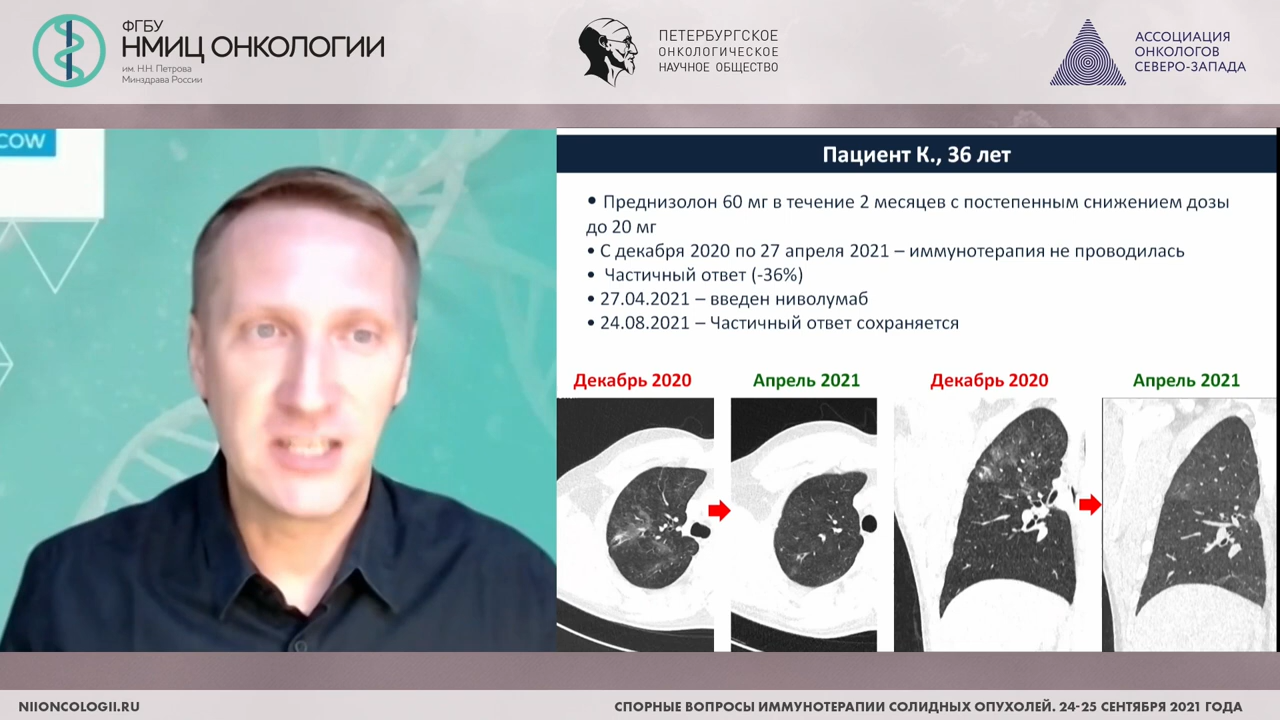 ФГБУ
НМИЦ ОНКОЛОГИИ
им. Н.Н. Петрова
Минздрава России
ПЕТЕРБУРГСКОЕ
ОНКОЛОГИЧЕСКОЕ
НАУЧНОЕ ОБЩЕСТВО
АССОЦИАЦИЯ
ОНКОЛОГОВ
СЕВЕРО-ЗАПАДА
COW
Пациент К., 36 лет
• Преднизолон 60 мг в течение 2 месяцев с постепенным снижением дозы
до 20 мг
• С декабря 2020 по 27 апреля 2021 – иммунотерапия не проводилась
• Частичный ответ (-36%)
• 27.04.2021 – введен ниволумаб
• 24.08.2021 – Частичный ответ сохраняется
Декабрь 2020
Апрель 2021
Декабрь 2020
Апрель 2021
NIIONCOLOGII.RU
СПОРНЫЕ ВОПРОСЫ ИММУНОТЕРАПИИ СОЛИДНЫХ ОПУХОЛЕЙ. 24-25 СЕНТЯБРЯ 2021 ГОДА